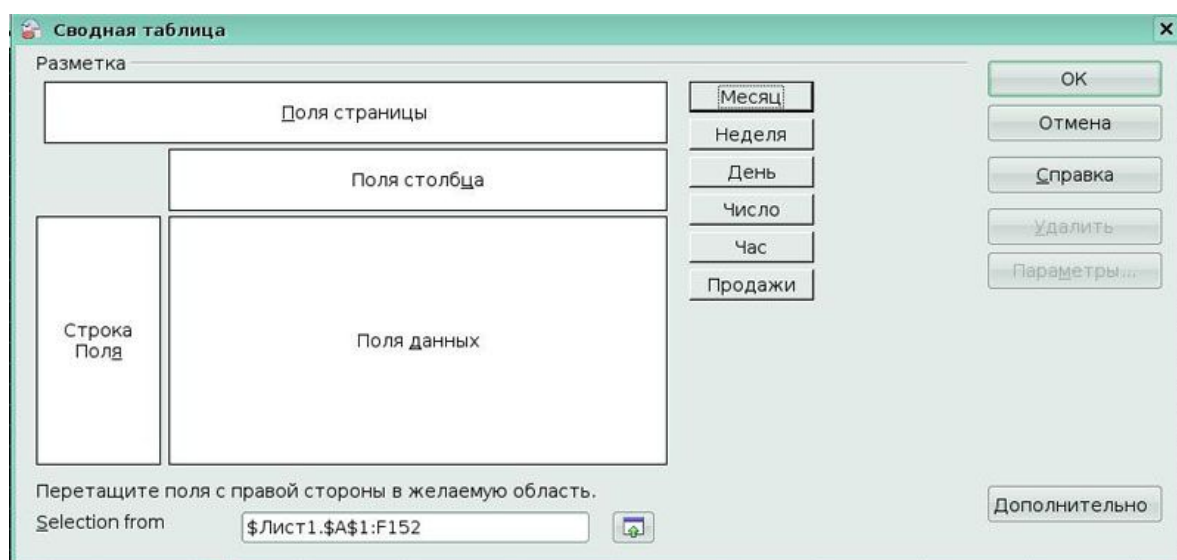 Сводная таблица
Разметка
Поля страницы
Поля столбца
Строка
Поля
Поля данных
Месяц
Неделя
День
Число
Час
Продажи
OK
Отмена
Справка
Удалить
Параметры...
Дополнительно
Перетащите поля с правой стороны в желаемую область.
Selection from
$Лист1.$A$1:F152